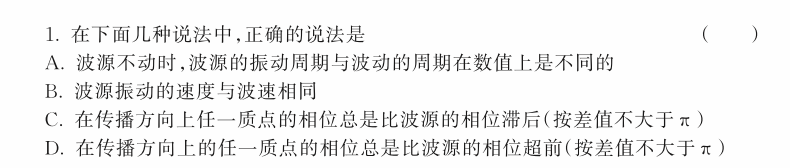 1. 在下面几种说法中,正确的说法是 (  )
A. 波源不动时,波源的振动周期与波动的周期在数值上是不同的
B. 波源振动的速度与波速相同
C. 在传播方向上任一质点的相位总是比波源的相位滞后(按差值不大于 π )
D. 在传播方向上的任一质点的相位总是比波源的相位超前(按差值不大于 π )